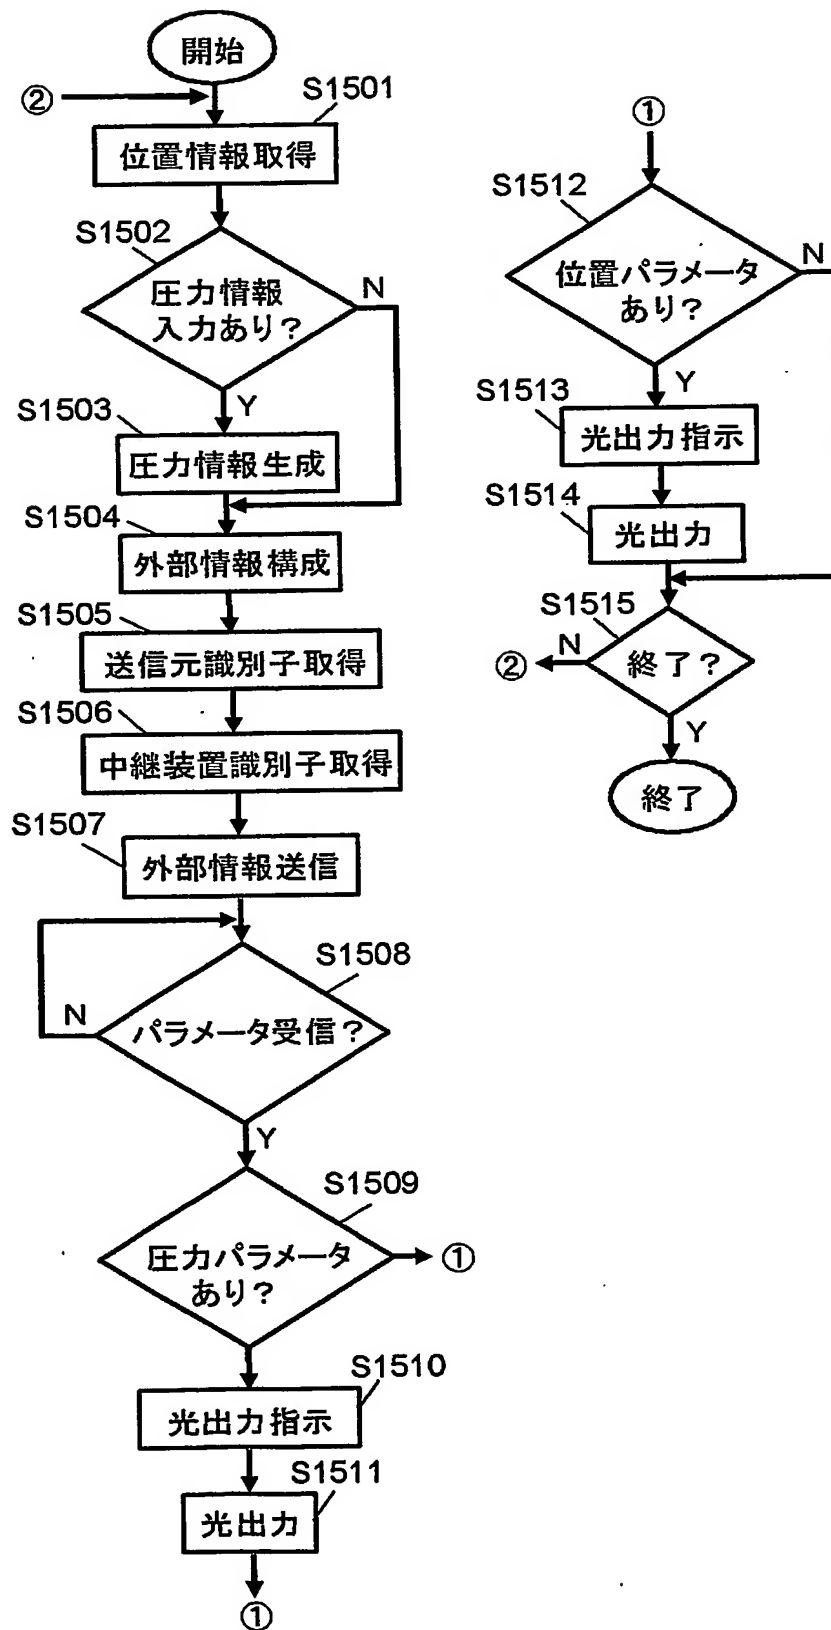 開始
②
S1501
位置情報取得
S1502
圧力情報
入力あり？
N
Y
S1503
圧力情報生成
S1504
外部情報構成
S1505
送信元識別子取得
S1506
中継装置識別子取得
S1507
外部情報送信
S1508
パラメータ受信？
N
Y
S1509
圧力パラメータ
あり？
①
S1510
光出力指示
S1511
光出力
①
①
S1512
位置パラメータ
あり？
N
Y
S1513
光出力指示
S1514
光出力
S1515
終了？
N
②
Y
終了